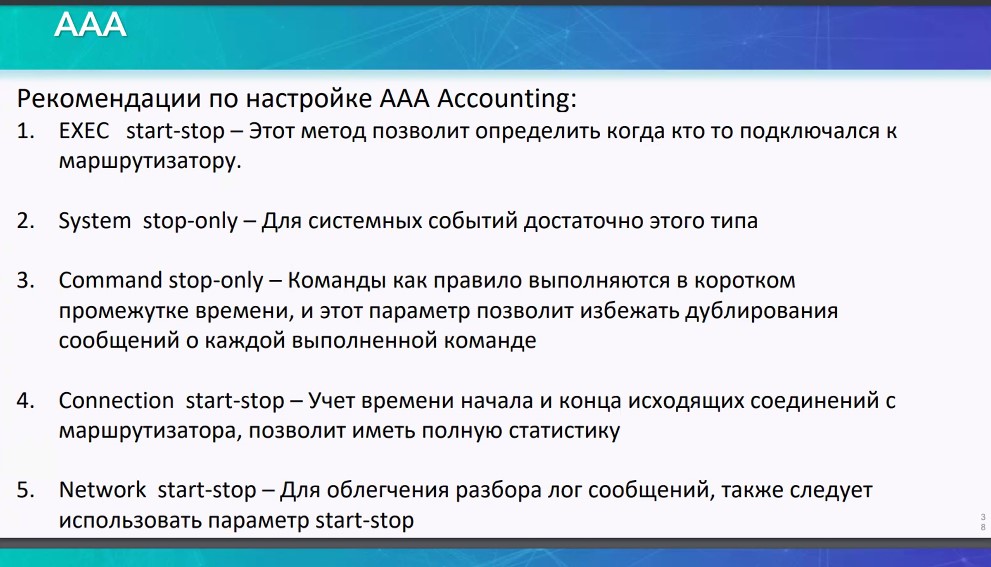 AAA
Рекомендации по настройке AAA Accounting:
1. EXEC start-stop – Этот метод позволит определить когда кто то подключался к
маршрутизатору.
2. System stop-only – Для системных событий достаточно этого типа
3. Command stop-only – Команды как правило выполняются в коротком
промежутке времени, и этот параметр позволит избежать дублирования
сообщений о каждой выполненной команде
4. Connection start-stop – Учет времени начала и конца исходящих соединений с
маршрутизатора, позволит иметь полную статистику
5. Network start-stop – Для облегчения разбора лог сообщений, также следует
использовать параметр start-stop
3
8